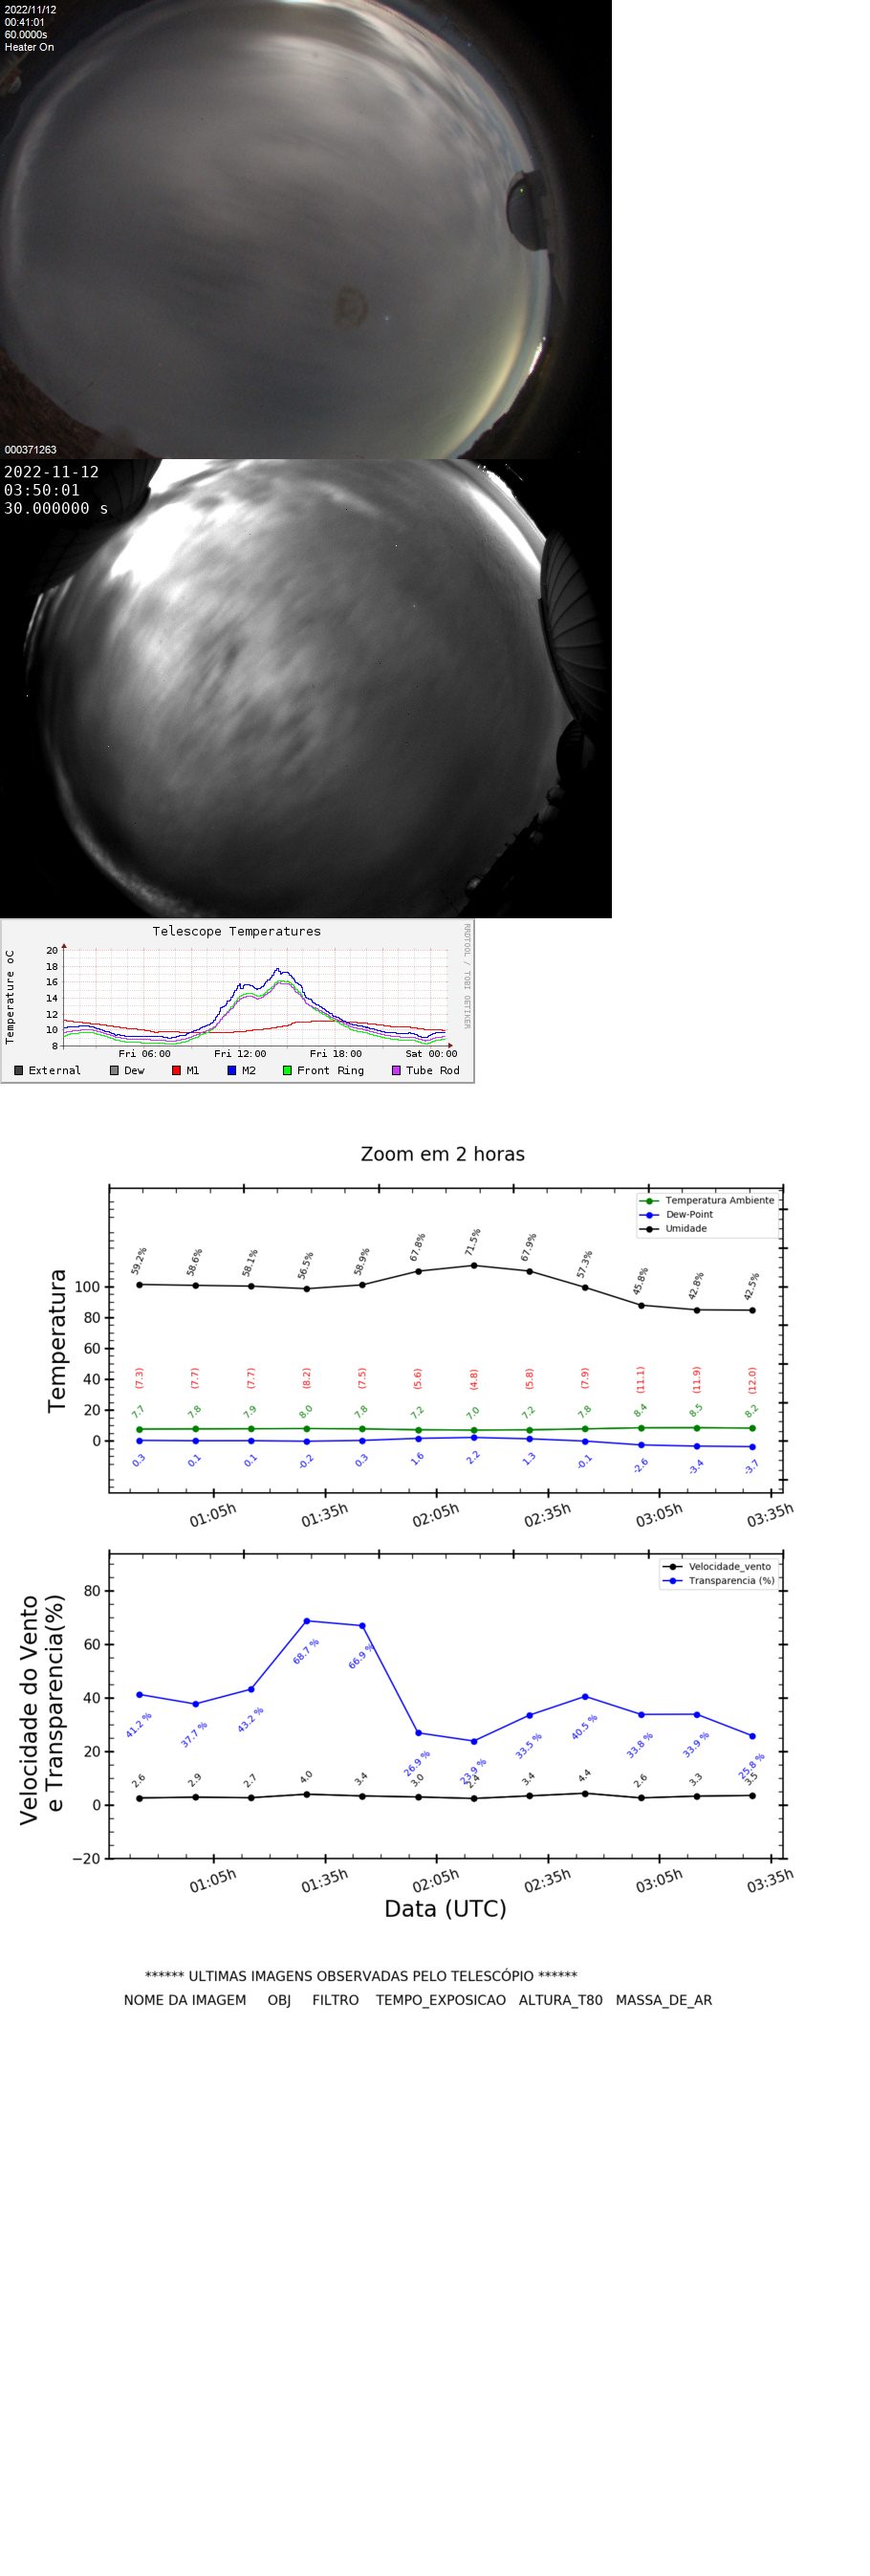 2022/11/12
00:41:01
60.0000s
Heater On
000371263
2022-11-12
03:50:01
30.000000 s
Telescope Temperatures
RRDTOOL / TOBI OETIKER
Temperature oC
20
18
16
14
12
10
8
Fri 06:00 Fri 12:00 Fri 18:00 Sat 00:00
External Dew M1 M2 Front Ring Tube Rod
Zoom em 2 horas
Temperatura Ambiente
Dew-Point
Umidade
Temperatura
100
80
60
40
20
0
59.2% 58.6% 58.1% 56.5% 58.9% 67.8% 71.5% 67.9% 57.3% 45.8% 42.8% 42.5%
(7.3) (7.7) (7.7) (8.2) (7.5) (5.6) (4.8) (5.8) (7.9) (11.1) (11.9) (12.0)
7.7 7.8 7.9 8.0 7.8 7.2 7.0 7.2 7.8 8.4 8.5 8.2
0.3 0.1 0.1 -0.2 0.3 1.6 2.2 1.3 -0.1 -2.6 -3.4 -3.7
01:05h 01:35h 02:05h 02:35h 03:05h 03:35h
Velocidade_vento
Transparencia (%)
Velocidade do Vento
e Transparencia(%)
80
60
40
20
0
−20
41.2 % 37.7 % 43.2 % 68.7 % 66.9 % 26.9 % 23.9 % 33.5 % 40.5 % 33.8 % 33.9 % 25.8 %
2.6 2.9 2.7 4.0 3.4 3.0 2.4 3.4 4.4 2.6 3.3 3.5
01:05h 01:35h 02:05h 02:35h 03:05h 03:35h
Data (UTC)
****** ULTIMAS IMAGENS OBSERVADAS PELO TELESCÓPIO ******
NOME DA IMAGEM OBJ FILTRO TEMPO_EXPOSICAO ALTURA_T80 MASSA_DE_AR